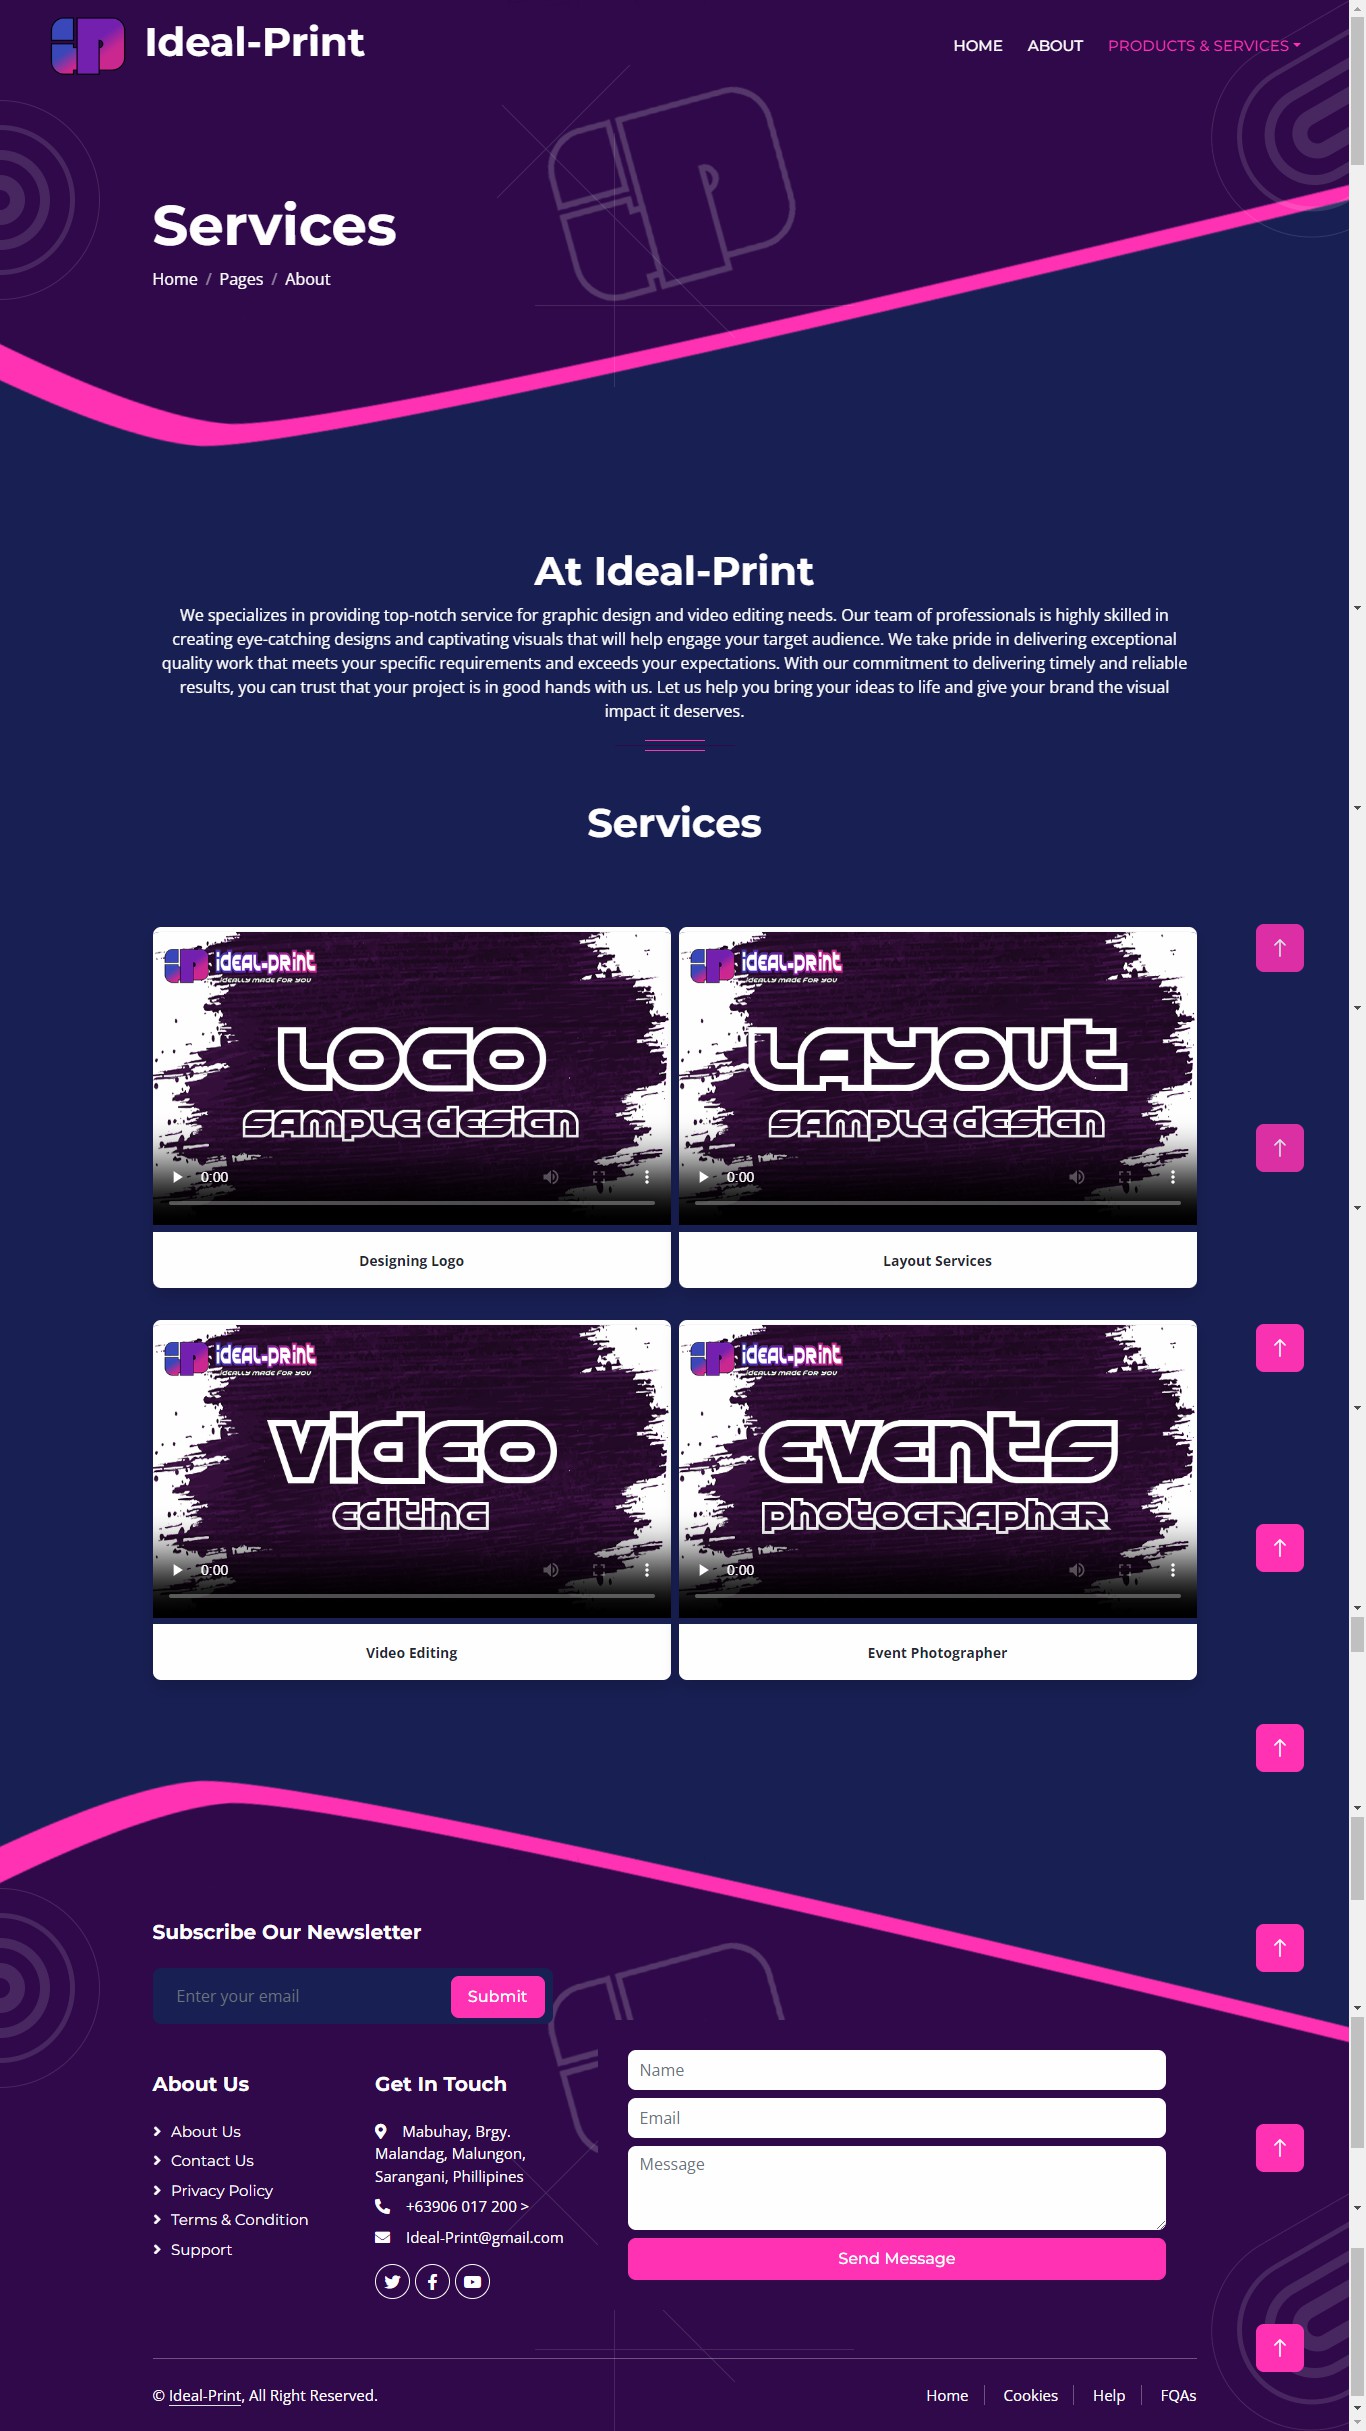 Ideal-Print
HOME
ABOUT
PRODUCTS & SERVICES
Services
Home / Pages / About
At Ideal-Print
We specializes in providing top-notch service for graphic design and video editing needs. Our team of professionals is highly skilled in
creating eye-catching designs and captivating visuals that will help engage your target audience. We take pride in delivering exceptional
quality work that meets your specific requirements and exceeds your expectations. With our commitment to delivering timely and reliable
results, you can trust that your project is in good hands with us. Let us help you bring your ideas to life and give your brand the visual
impact it deserves.
Services
ideal-print
ideally made for you
Logo
sample design
0:00
Designing Logo
ideal-print
ideally made for you
Layout
sample design
0:00
Layout Services
ideal-print
ideally made for you
video
editing
0:00
Video Editing
ideal-print
ideally made for you
events
photographer
0:00
Event Photographer
Subscribe Our Newsletter
Enter your email
Submit
About Us
About Us
Contact Us
Privacy Policy
Terms & Condition
Support
Get In Touch
Mabuhay, Brgy.
Malandag, Malungon,
Sarangani, Phillipines
+63906 017 200 >
Ideal-Print@gmail.com
Name
Email
Message
Send Message
© Ideal-Print, All Right Reserved.
Home
Cookies
Help
FQAs